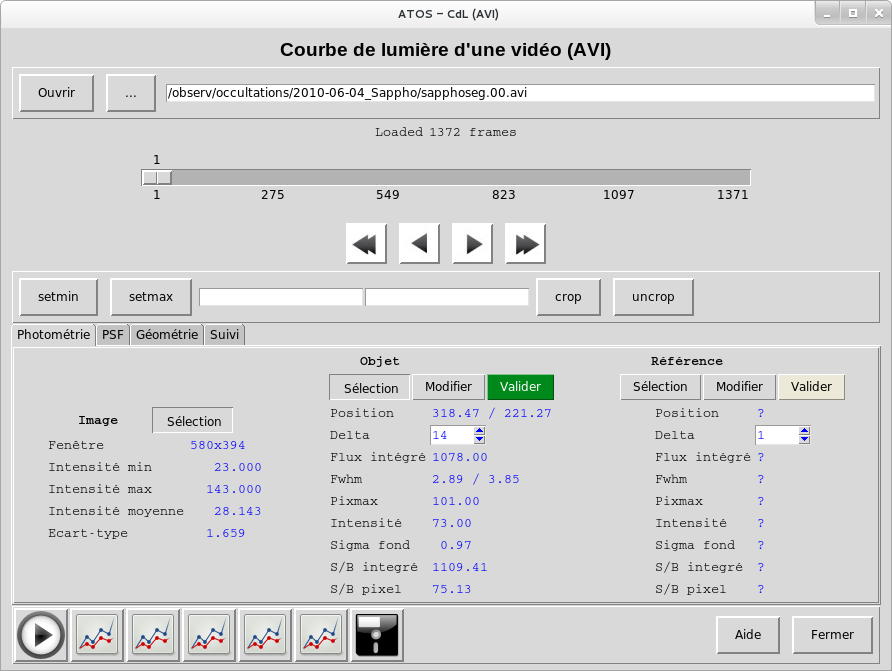 ATOS - CdL (AVI)
Courbe de lumière d'une vidéo (AVI)
Ouvrir ... /observ/occultations/2010-06-04_Sappho/sapphoseg.00.avi
Loaded 1372 frames
1
1 275 549 823 1097 1371
setmin setmax crop uncrop
Photométrie PSF Géométrie Suivi
Objet Référence
Sélection Modifier Valider Sélection Modifier Valider
Image Sélection
Fenêtre 580x394
Intensité min 23.000
Intensité max 143.000
Intensité moyenne 28.143
Ecart-type 1.659
Position 318.47 / 221.27
Delta 14
Flux intégré 1078.00
Fwhm 2.89 / 3.85
Pixmax 101.00
Intensité 73.00
Sigma fond 0.97
S/B integré 1109.41
S/B pixel 75.13
Position ?
Delta 1
Flux intégré ?
Fwhm ?
Pixmax ?
Intensité ?
Sigma fond ?
S/B integré ?
S/B pixel ?
Aide Fermer